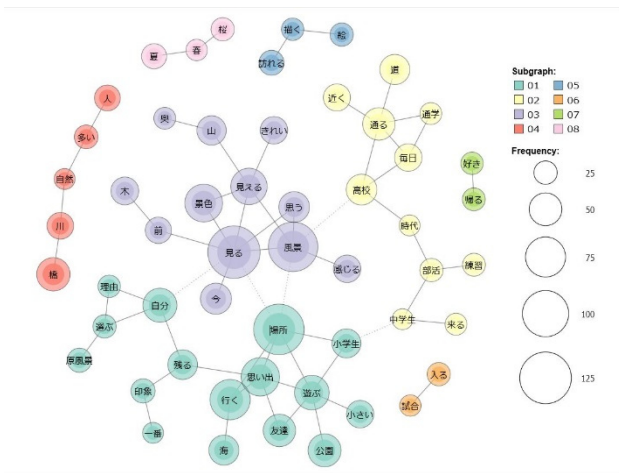 桜
春
夏
描く
絵
訪れる
人
多い
自然
川
橋
奥
山
きれい
見える
木
景色
思う
前
見る
風景
感じる
今
道
近く
通る
通学
毎日
高校
時代
部活
練習
中学生
来る
好き
帰る
理由
自分
選ぶ
原風景
場所
小学生
残る
思い出
印象
行く
遊ぶ
小さい
一番
友達
海
公園
入る
試合
Subgraph:
01 05
02 06
03 07
04 08
Frequency:
25
50
75
100
125